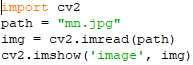 import cv2
path = "mn.jpg"
img = cv2.imread(path)
cv2.imshow('image', img)